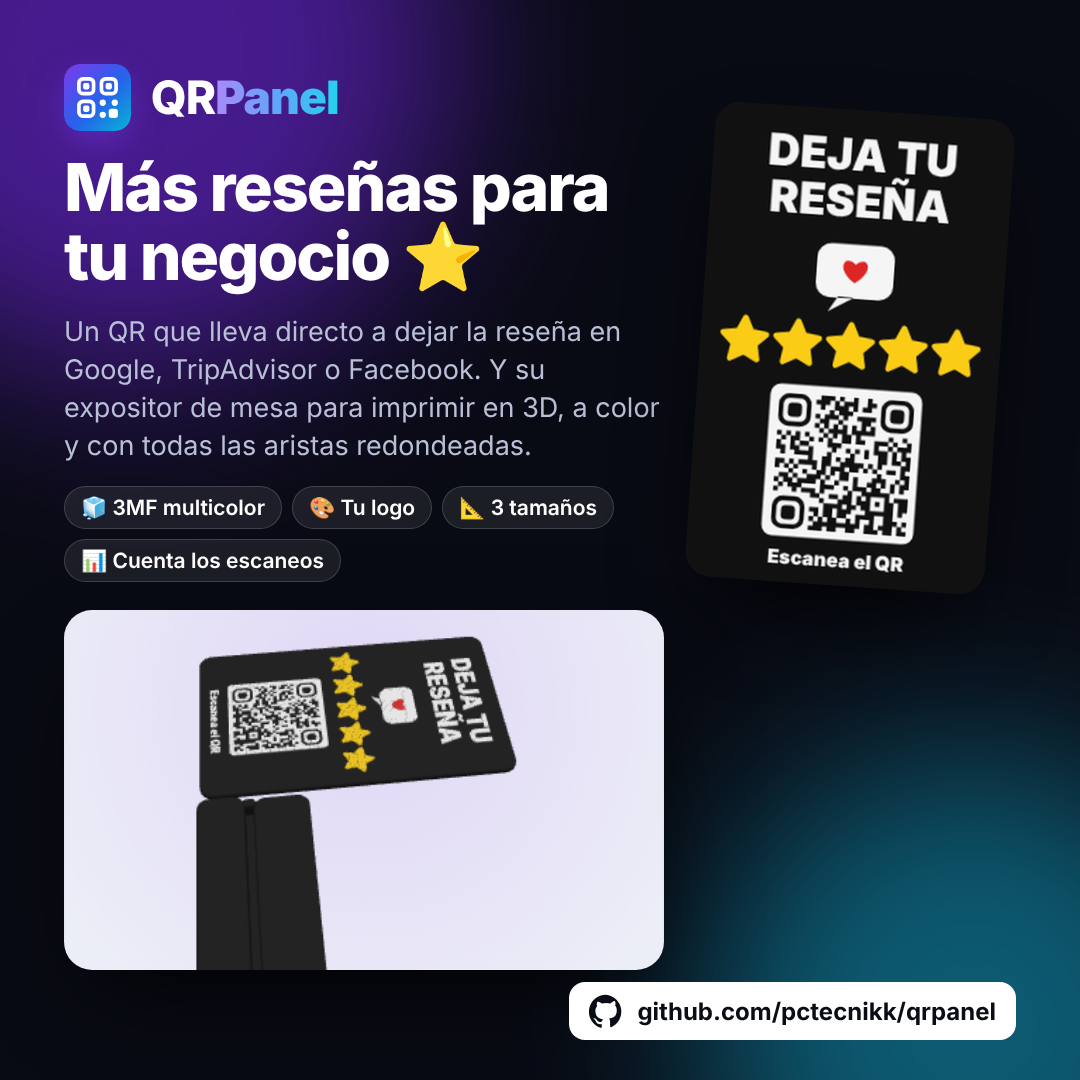 QRPanel
Más reseñas para
tu negocio ⭐
Un QR que lleva directo a dejar la reseña en
Google, TripAdvisor o Facebook. Y su
expositor de mesa para imprimir en 3D, a color
y con todas las aristas redondeadas.
🧊 3MF multicolor
🎨 Tu logo
📐 3 tamaños
📊 Cuenta los escaneos
DEJA TU
RESEÑA
Escanea el QR
DEJA TU
RESEÑA
Escanea el QR
github.com/pctecnikk/qrpanel